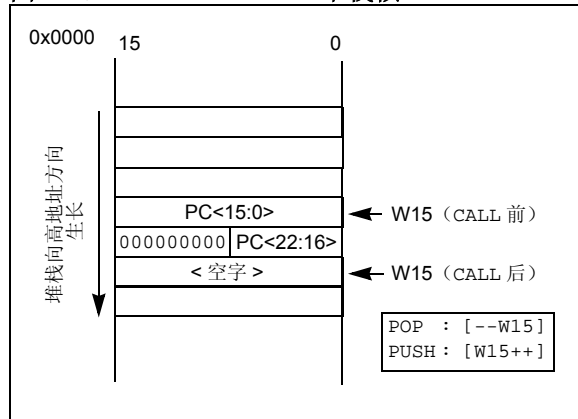 0x0000
15 0
堆栈向高地址方向
生长
PC<15:0>
W15（CALL 前）
000000000 PC<22:16>
<空字>
W15（CALL 后）
POP : [--W15]
PUSH : [W15++]